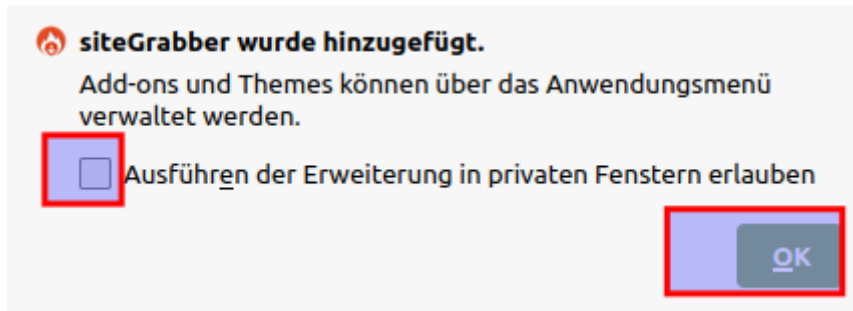 siteGrabber wurde hinzugefügt.
Add-ons und Themes können über das Anwendungsmenü
verwaltet werden.
Ausführen der Erweiterung in privaten Fenstern erlauben
OK